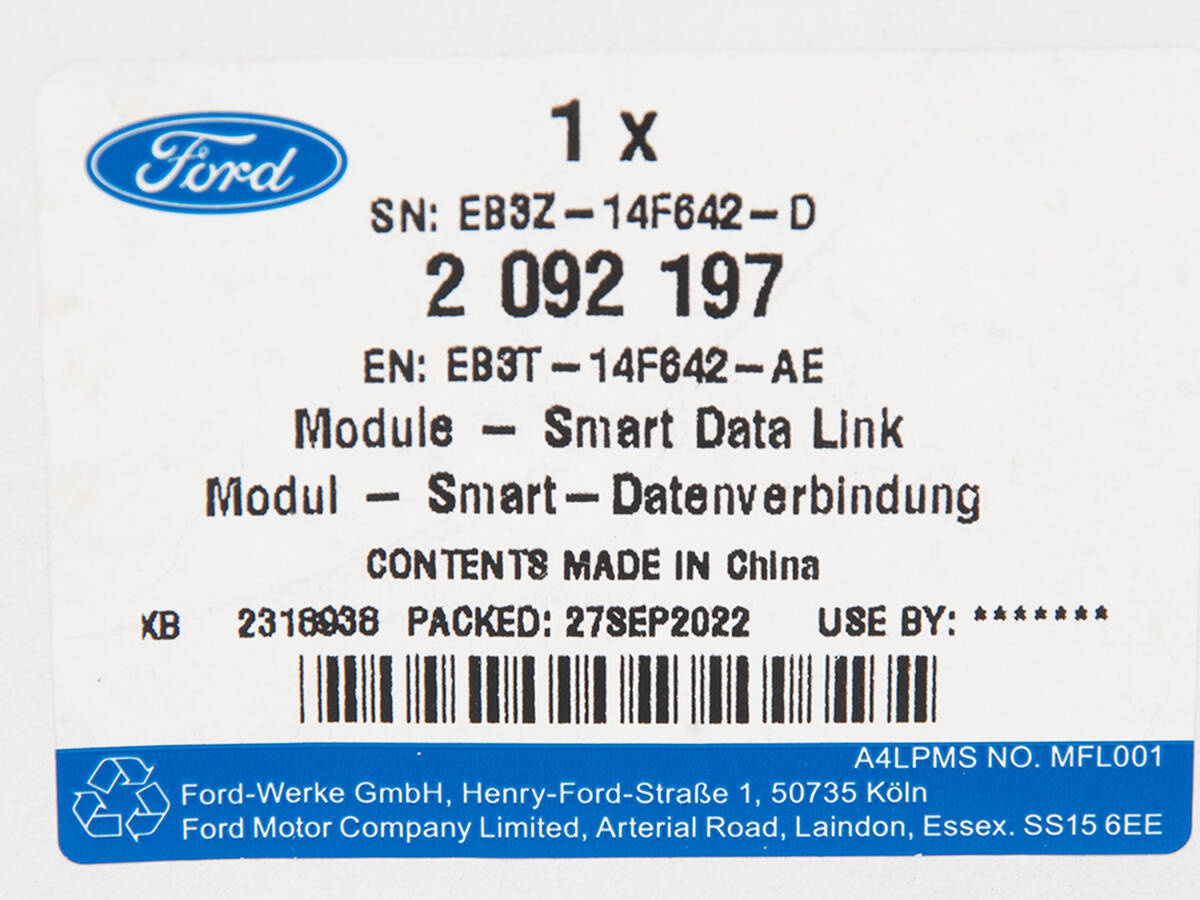 Ford
1 x
SN: EB3Z-14F642-D
2 092 197
EN: EB3T-14F642-AE
Module - Smart Data Link
Modul - Smart-Datenverbindung
CONTENTS MADE IN China
XB 2318938 PACKED: 27SEP2022 USE BY: *******
A4LPMS NO. MFL001
Ford-Werke GmbH, Henry-Ford-Straße 1, 50735 Köln
Ford Motor Company Limited, Arterial Road, Laindon, Essex. SS15 6EE